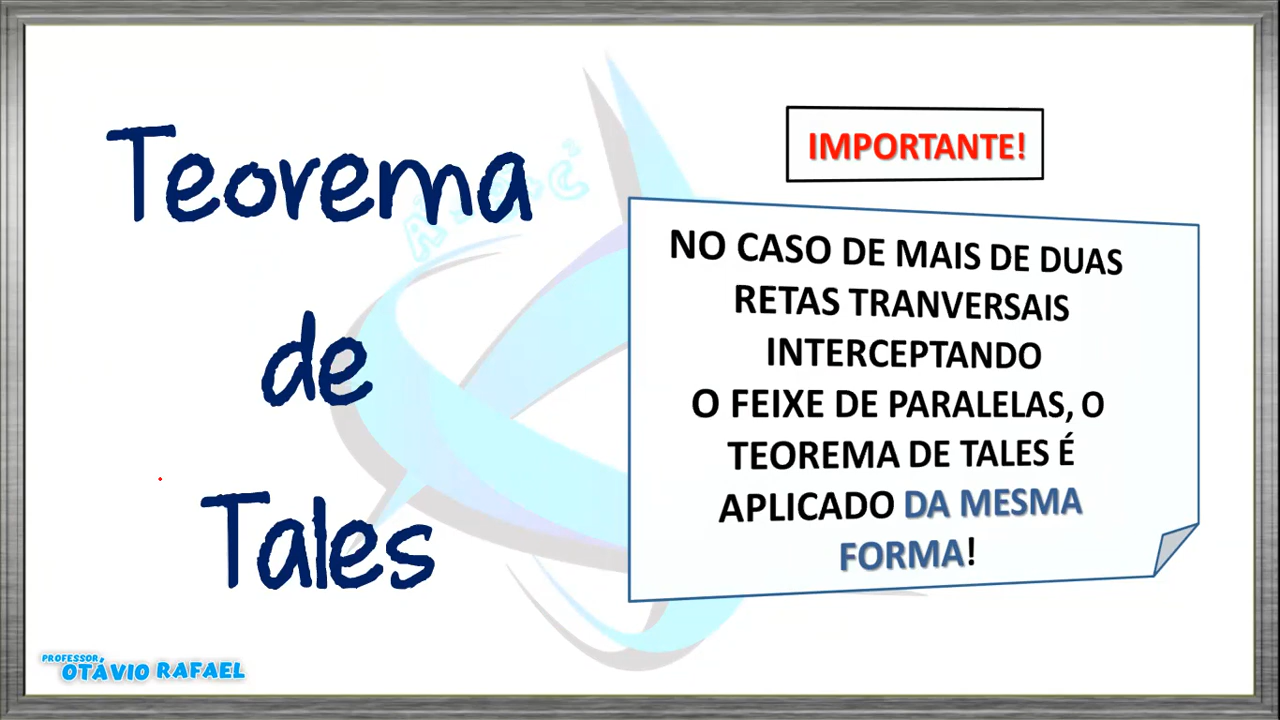 Teorema
de
Tales
IMPORTANTE!
NO CASO DE MAIS DE DUAS
RETAS TRANVERSAIS
INTERCEPTANDO
O FEIXE DE PARALELAS, O
TEOREMA DE TALES É
APLICADO DA MESMA
FORMA!
PROFESSOR,
OTÁVIO RAFAEL